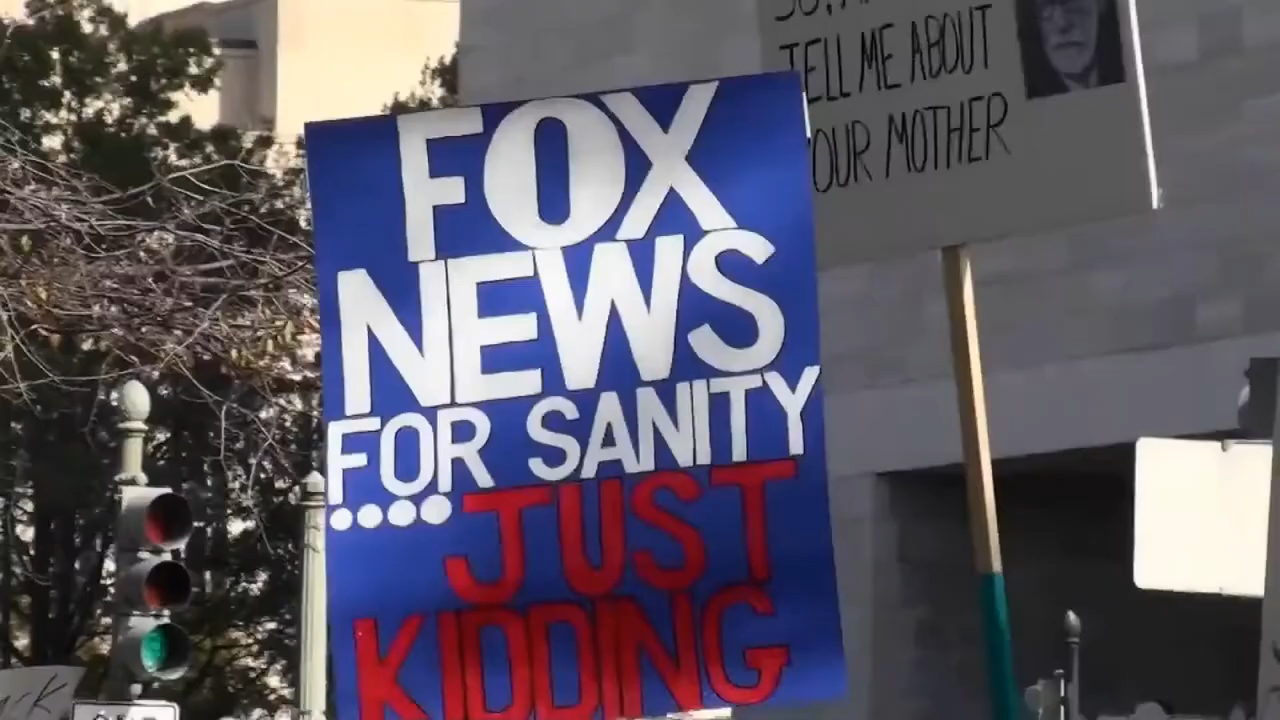 FOX
NEWS
FOR SANITY
....JUST
KIDDING
TELL ME ABOUT
OUR MOTHER